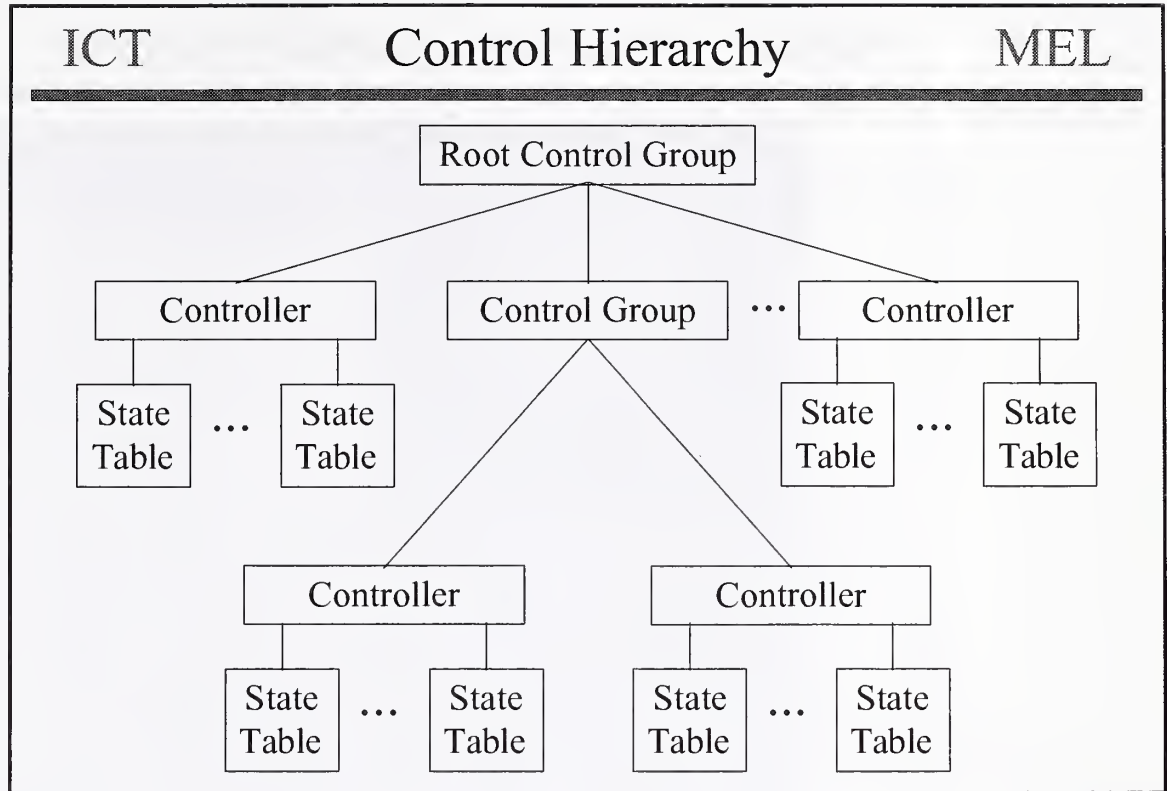 ICT Control Hierarchy MEL
Root Control Group
Controller Control Group ... Controller
State Table ... State Table State Table ... State Table
Controller Controller
State Table ... State Table State Table ... State Table